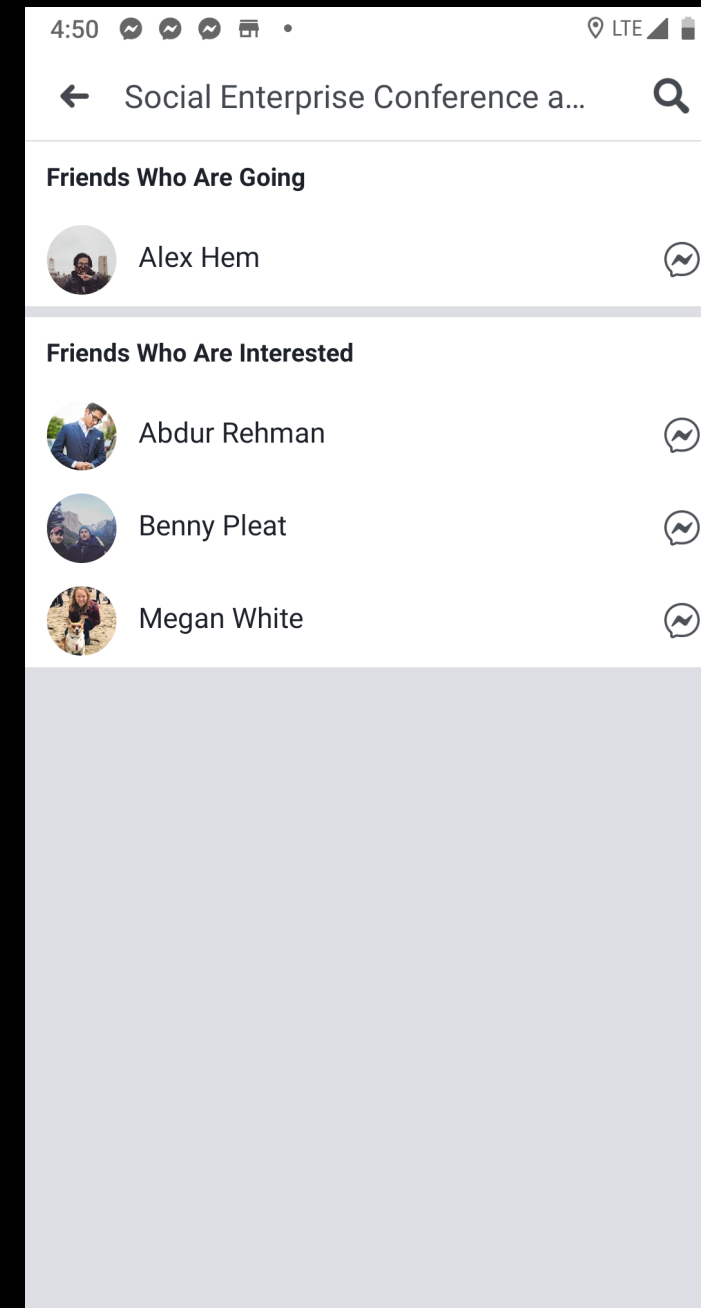 4:50 LTE
Social Enterprise Conference a...
Friends Who Are Going
Alex Hem
Friends Who Are Interested
Abdur Rehman
Benny Pleat
Megan White